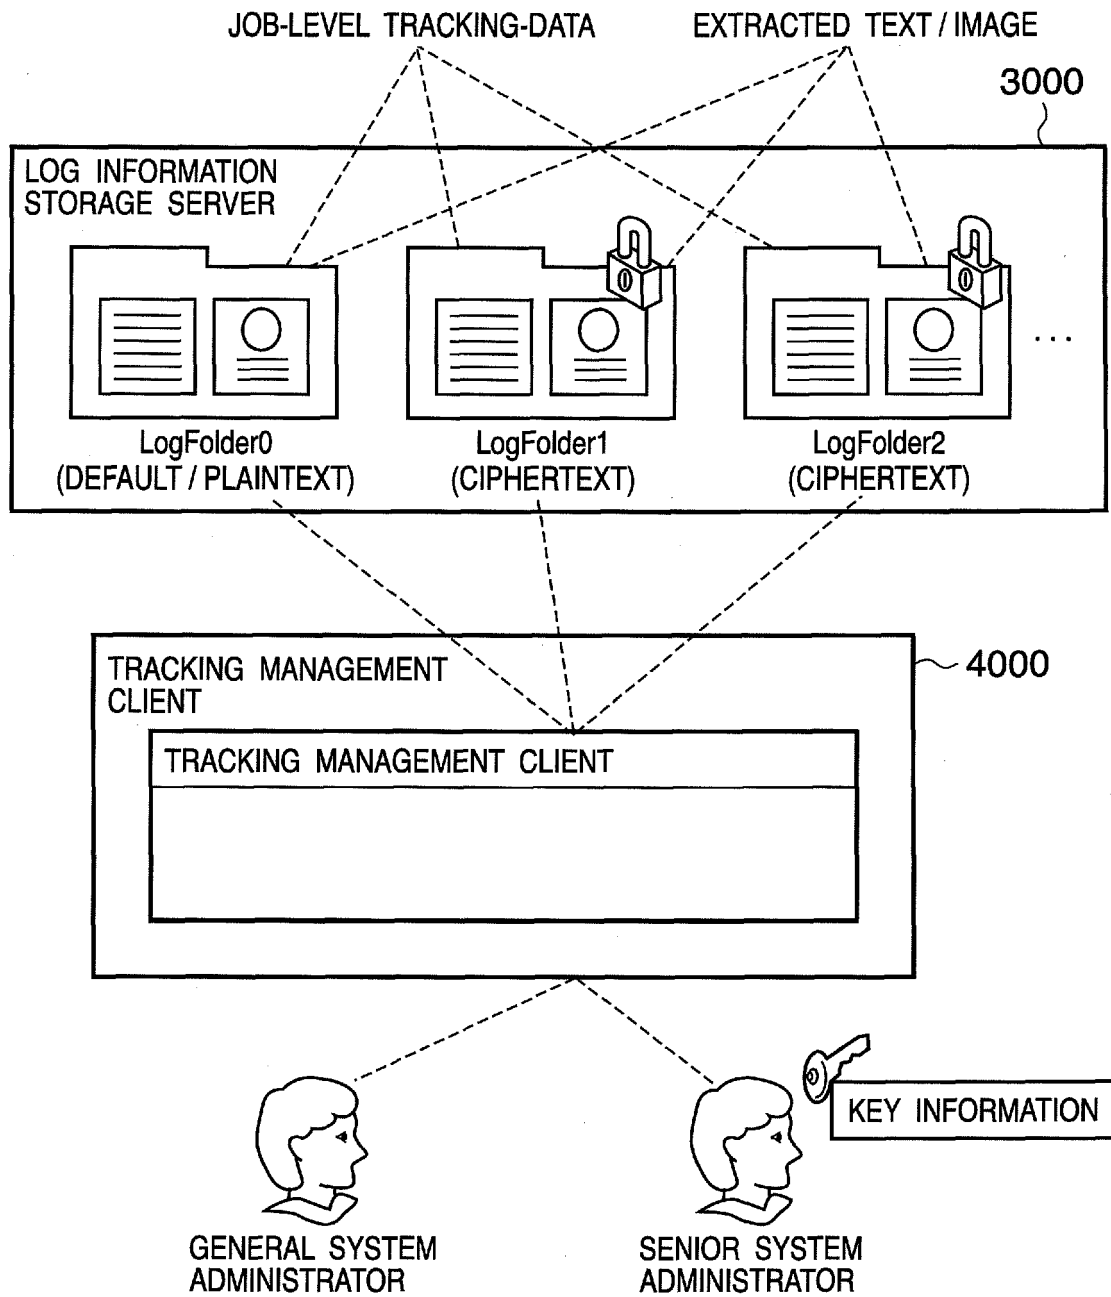 JOB-LEVEL TRACKING-DATA
EXTRACTED TEXT / IMAGE
3000
LOG INFORMATION
STORAGE SERVER
...
LogFolder0
(DEFAULT / PLAINTEXT)
LogFolder1
(CIPHERTEXT)
LogFolder2
(CIPHERTEXT)
4000
TRACKING MANAGEMENT
CLIENT
TRACKING MANAGEMENT CLIENT
KEY INFORMATION
GENERAL SYSTEM
ADMINISTRATOR
SENIOR SYSTEM
ADMINISTRATOR